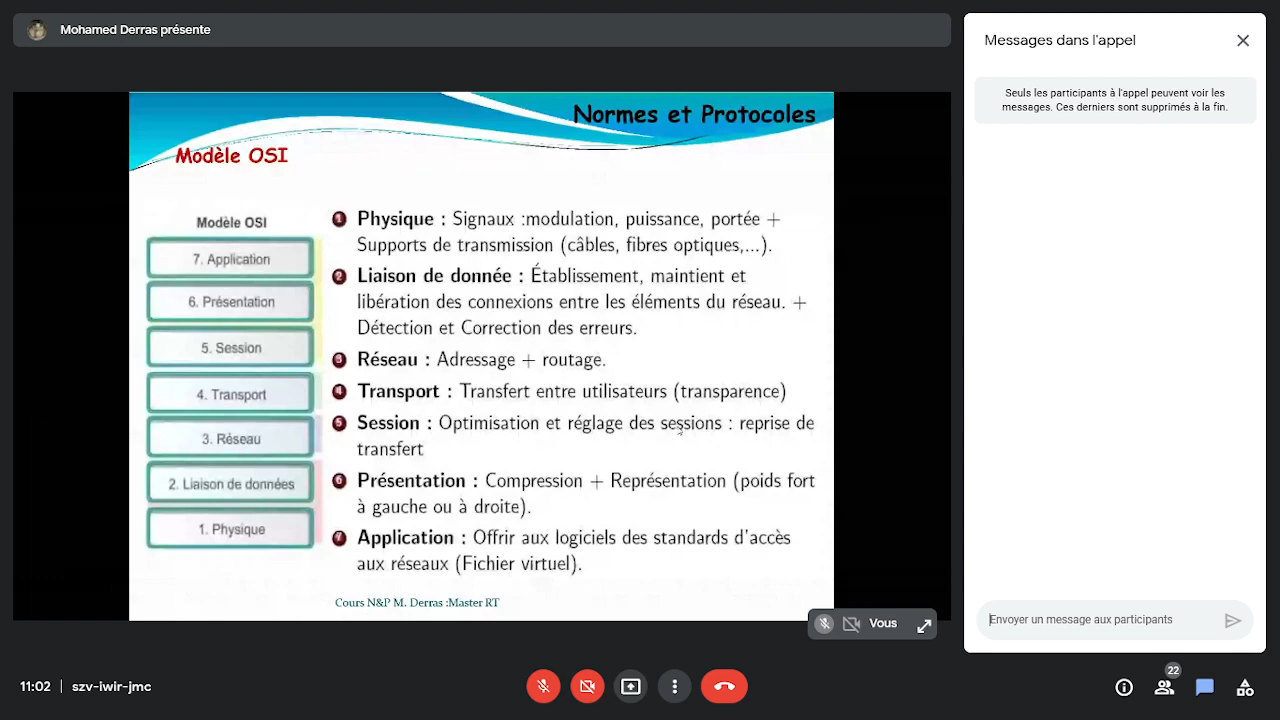 Mohamed Derras présente
Normes et Protocoles
Modèle OSI
Modèle OSI
7. Application
6. Présentation
5. Session
4. Transport
3. Réseau
2. Liaison de données
1. Physique
1 Physique : Signaux :modulation, puissance, portée +
Supports de transmission (câbles, fibres optiques,...).
2 Liaison de donnée : Établissement, maintient et
libération des connexions entre les éléments du réseau. +
Détection et Correction des erreurs.
3 Réseau : Adressage + routage.
4 Transport : Transfert entre utilisateurs (transparence)
5 Session : Optimisation et réglage des sessions : reprise de
transfert
6 Présentation : Compression + Représentation (poids fort
à gauche ou à droite).
7 Application : Offrir aux logiciels des standards d'accès
aux réseaux (Fichier virtuel).
Cours N&P M. Derras :Master RT
Vous
Messages dans l'appel
Seuls les participants à l'appel peuvent voir les
messages. Ces derniers sont supprimés à la fin.
Envoyer un message aux participants
11:02 | szv-iwir-jmc
22